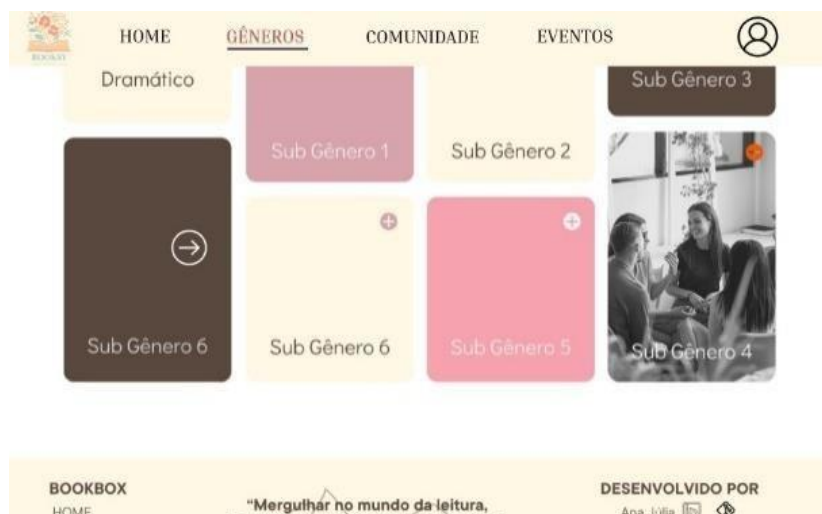 HOME GÊNEROS COMUNIDADE EVENTOS
BOOKBOX
Dramático
Sub Gênero 3
Sub Gênero 1
Sub Gênero 2
Sub Gênero 6
Sub Gênero 6
Sub Gênero 5
Sub Gênero 4
BOOKBOX
HOME
“Mergulhar no mundo da leitura,
DESENVOLVIDO POR
Ana Júlia